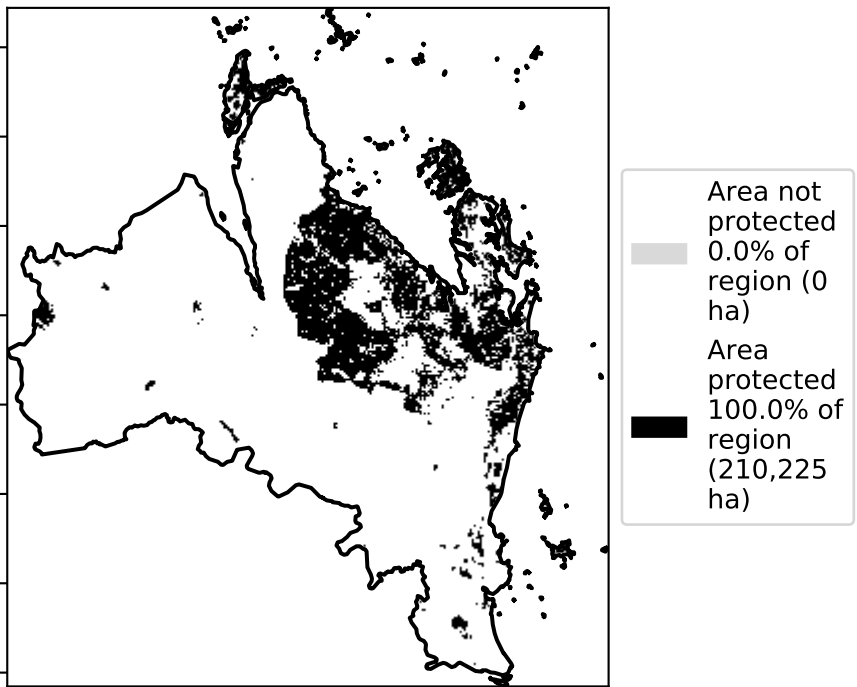 Area not
protected
0.0% of
region (0
ha)
Area
protected
100.0% of
region
(210,225
ha)